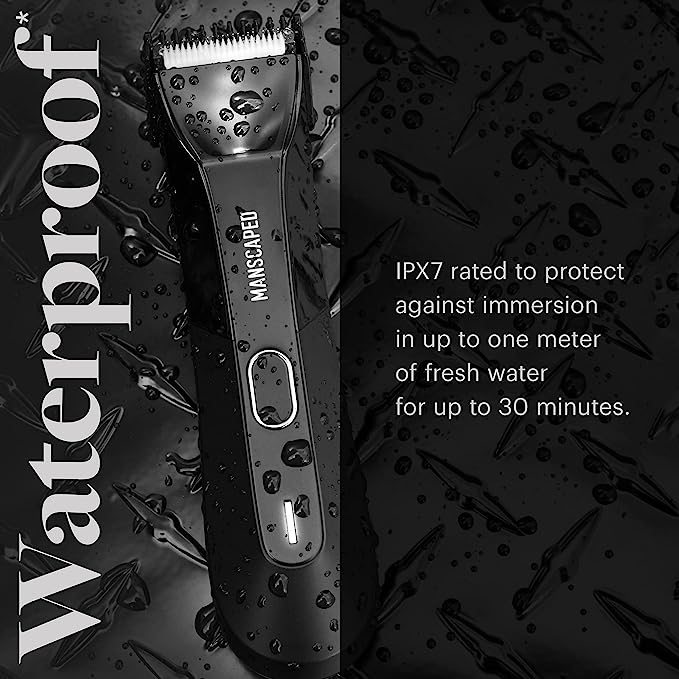 Waterproof*
MANSCAPED
IPX7 rated to protect
against immersion
in up to one meter
of fresh water
for up to 30 minutes.